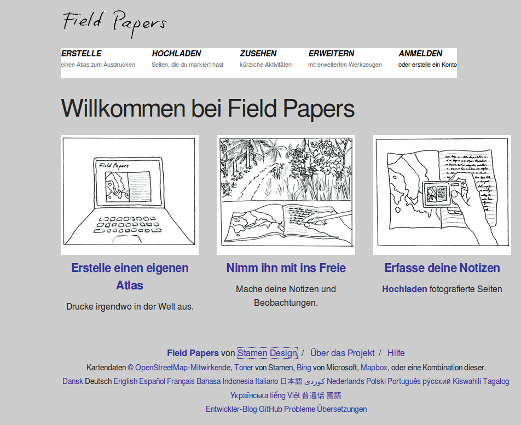 Field Papers
ERSTELLE HOCHLADEN ZUSEHEN ERWEITERN ANMELDEN
einen Atlas zum Ausdrucken Seiten, die du markiert hast kürzliche Aktivitäten mit erweiterten Werkzeugen oder erstelle ein Konto
Willkommen bei Field Papers
Field Papers
Erstelle einen eigenen Atlas
Drucke irgendwo in der Welt aus.
Nimm ihn mit ins Freie
Mache deine Notizen und Beobachtungen.
Erfasse deine Notizen
Hochladen fotografierte Seiten
Field Papers von Stamen Design / Über das Projekt / Hilfe
Kartendaten © OpenStreetMap-Mitwirkende, Toner von Stamen, Bing von Microsoft, Mapbox, oder eine Kombination dieser.
Dansk Deutsch English Español Français Bahasa Indonesia Italiano 日本語 كوردی Nederlands Polski Português ру́сский Kiswahili Tagalog
Українська tiếng Việt 普通话 國語
Entwickler-Blog GitHub Probleme Übersetzungen